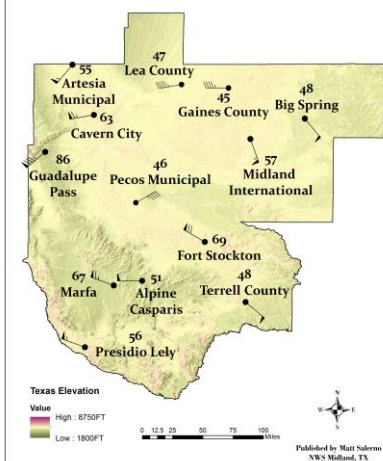 47
Lea County
55
Artesia
Municipal
63
Cavern City
45
Gaines County
48
Big Spring
86
Guadalupe
Pass
46
Pecos Municipal
57
Midland
International
69
Fort Stockton
67
Marfa
51
Alpine
Casparis
48
Terrell County
56
Presidio Lely
Texas Elevation
Value
High : 8750FT
Low : 1800FT
0 12.5 25 50 75 100
Miles
N
W E
S
Published by Matt Salerno
NWS Midland, TX